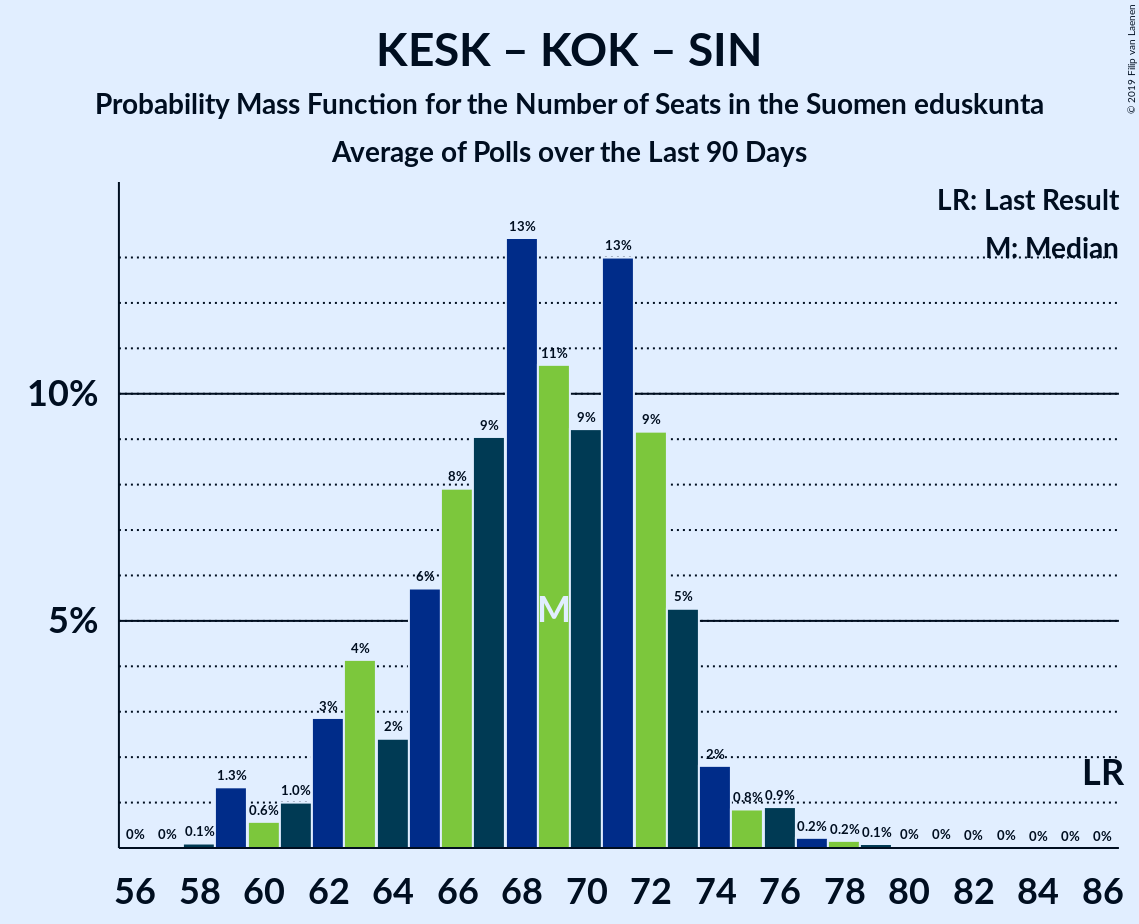 KESK – KOK – SIN
Probability Mass Function for the Number of Seats in the Suomen eduskunta
Average of Polls over the Last 90 Days
© 2019 Filip van Laenen
LR: Last Result
M: Median
10%
5%
0% 0% 0.1% 1.3% 0.6% 1.0% 3% 4% 2% 6% 8% 9% 13% 11% 9% 13% 9% 5% 2% 0.8% 0.9% 0.2% 0.2% 0.1% 0% 0% 0% 0% 0% 0% 0%
M
LR
56 58 60 62 64 66 68 70 72 74 76 78 80 82 84 86